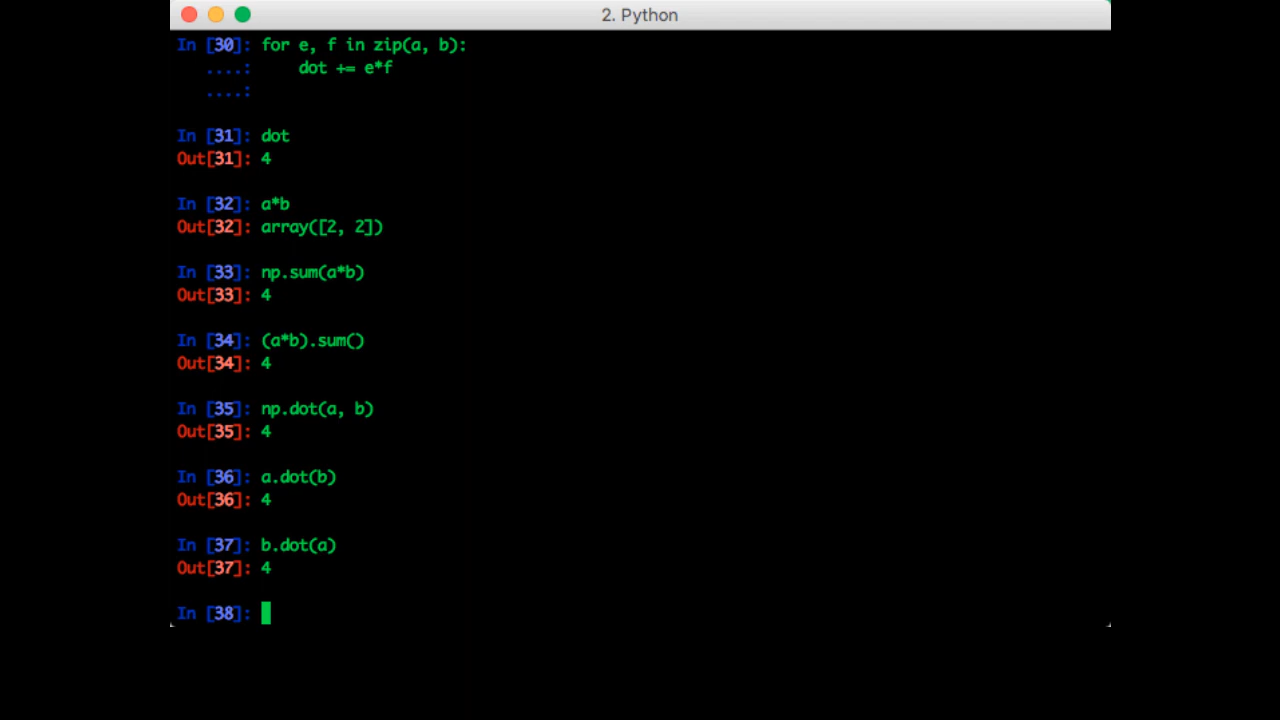 2. Python
In [30]: for e, f in zip(a, b):
....:     dot += e*f
....:
In [31]: dot
Out[31]: 4
In [32]: a*b
Out[32]: array([2, 2])
In [33]: np.sum(a*b)
Out[33]: 4
In [34]: (a*b).sum()
Out[34]: 4
In [35]: np.dot(a, b)
Out[35]: 4
In [36]: a.dot(b)
Out[36]: 4
In [37]: b.dot(a)
Out[37]: 4
In [38]: